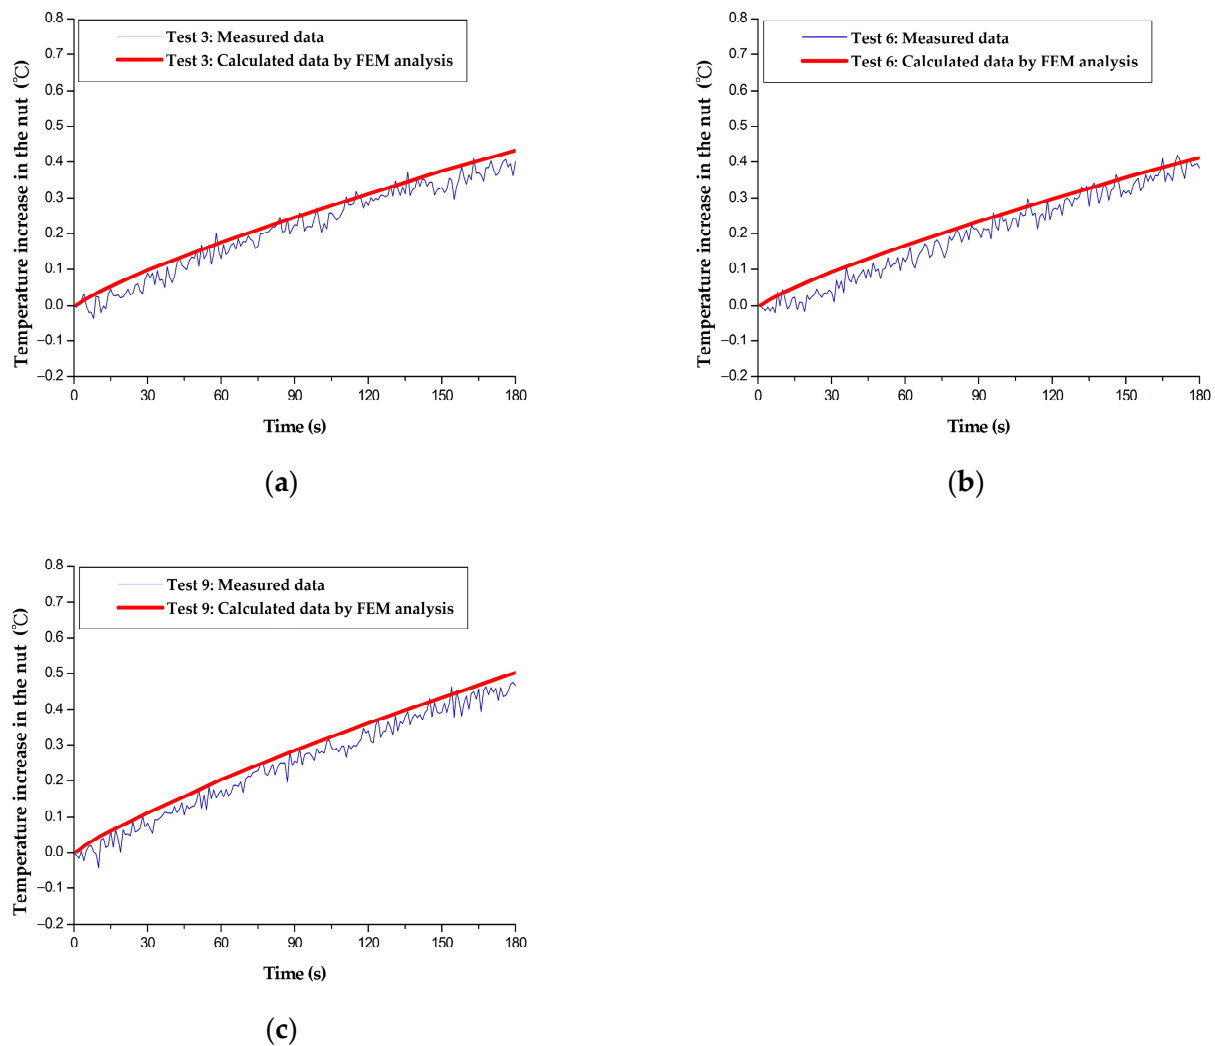 0.8
0.7
0.6
0.5
0.4
0.3
0.2
0.1
0.0
–0.1
–0.2
Temperature increase in the nut (℃)
Test 3: Measured data
Test 3: Calculated data by FEM analysis
0 30 60 90 120 150 180
Time (s)
(a)
0.8
0.7
0.6
0.5
0.4
0.3
0.2
0.1
0.0
–0.1
–0.2
Temperature increase in the nut (℃)
Test 6: Measured data
Test 6: Calculated data by FEM analysis
0 30 60 90 120 150 180
Time (s)
(b)
0.8
0.7
0.6
0.5
0.4
0.3
0.2
0.1
0.0
–0.1
–0.2
Temperature increase in the nut (℃)
Test 9: Measured data
Test 9: Calculated data by FEM analysis
0 30 60 90 120 150 180
Time (s)
(c)